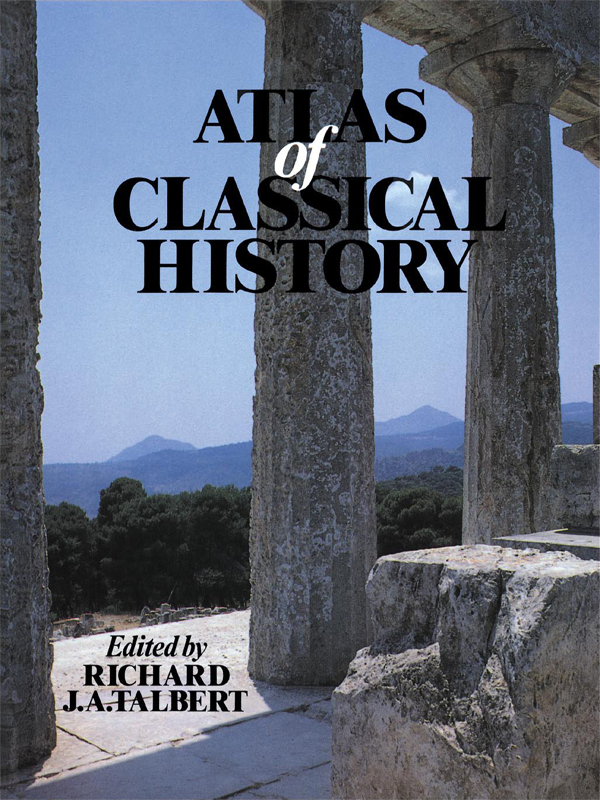 ATLAS
of
CLASSICAL
HISTORY
Edited by
RICHARD
J.A.TALBERT